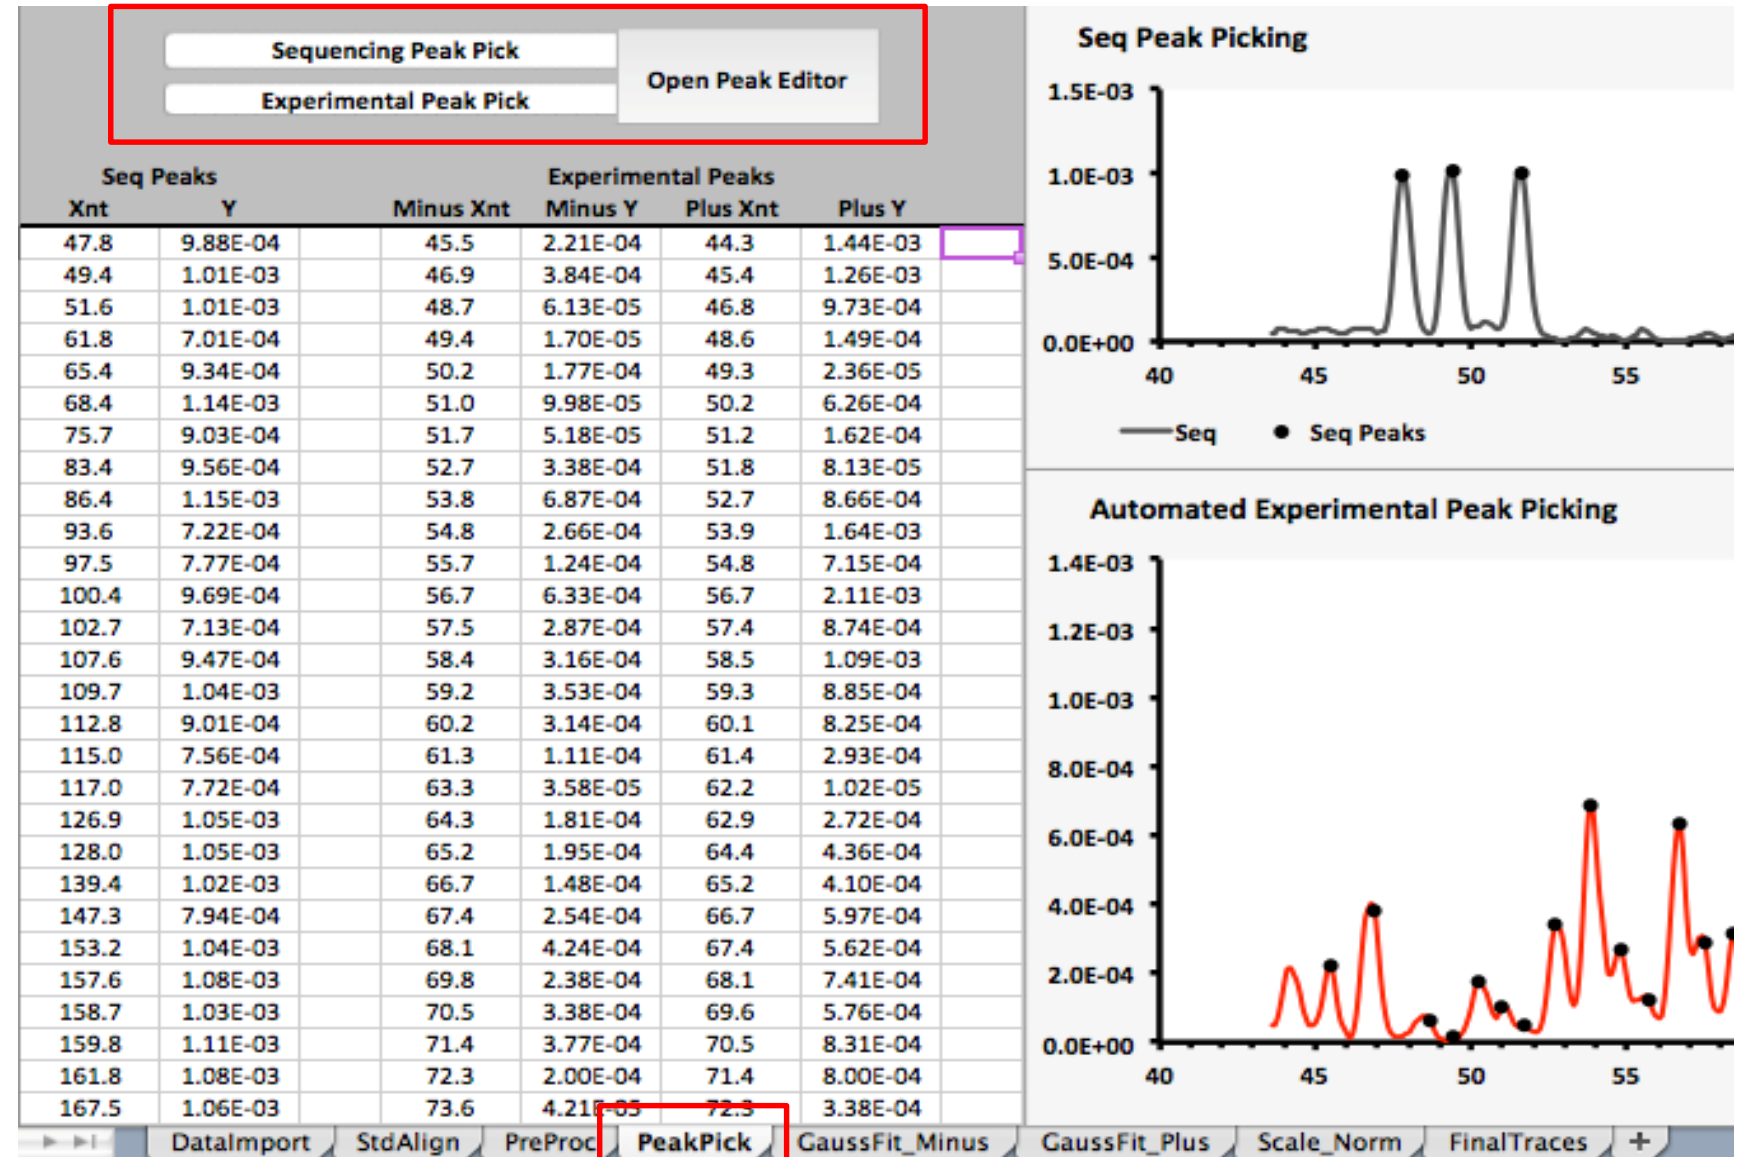 Sequencing Peak Pick
Experimental Peak Pick
Open Peak Editor
Seq Peaks Experimental Peaks
Xnt Y Minus Xnt Minus Y Plus Xnt Plus Y
47.8 9.88E-04 45.5 2.21E-04 44.3 1.44E-03
49.4 1.01E-03 46.9 3.84E-04 45.4 1.26E-03
51.6 1.01E-03 48.7 6.13E-05 46.8 9.73E-04
61.8 7.01E-04 49.4 1.70E-05 48.6 1.49E-04
65.4 9.34E-04 50.2 1.77E-04 49.3 2.36E-05
68.4 1.14E-03 51.0 9.98E-05 50.2 6.26E-04
75.7 9.03E-04 51.7 5.18E-05 51.2 1.62E-04
83.4 9.56E-04 52.7 3.38E-04 51.8 8.13E-05
86.4 1.15E-03 53.8 6.87E-04 52.7 8.66E-04
93.6 7.22E-04 54.8 2.66E-04 53.9 1.64E-03
97.5 7.77E-04 55.7 1.24E-04 54.8 7.15E-04
100.4 9.69E-04 56.7 6.33E-04 56.7 2.11E-03
102.7 7.13E-04 57.5 2.87E-04 57.4 8.74E-04
107.6 9.47E-04 58.4 3.16E-04 58.5 1.09E-03
109.7 1.04E-03 59.2 3.53E-04 59.3 8.85E-04
112.8 9.01E-04 60.2 3.14E-04 60.1 8.25E-04
115.0 7.56E-04 61.3 1.11E-04 61.4 2.93E-04
117.0 7.72E-04 63.3 3.58E-05 62.2 1.02E-05
126.9 1.05E-03 64.3 1.81E-04 62.9 2.72E-04
128.0 1.05E-03 65.2 1.95E-04 64.4 4.36E-04
139.4 1.02E-03 66.7 1.48E-04 65.2 4.10E-04
147.3 7.94E-04 67.4 2.54E-04 66.7 5.97E-04
153.2 1.04E-03 68.1 4.24E-04 67.4 5.62E-04
157.6 1.08E-03 69.8 2.38E-04 68.1 7.41E-04
158.7 1.03E-03 70.5 3.38E-04 69.6 5.76E-04
159.8 1.11E-03 71.4 3.77E-04 70.5 8.31E-04
161.8 1.08E-03 72.3 2.00E-04 71.4 8.00E-04
167.5 1.06E-03 73.6 4.21E-05 72.3 3.38E-04
Seq Peak Picking
1.5E-03
1.0E-03
5.0E-04
0.0E+00
40 45 50 55
Seq Seq Peaks
Automated Experimental Peak Picking
1.4E-03
1.2E-03
1.0E-03
8.0E-04
6.0E-04
4.0E-04
2.0E-04
0.0E+00
40 45 50 55
DataImport StdAlign PreProc PeakPick GaussFit_Minus GaussFit_Plus Scale_Norm FinalTraces +